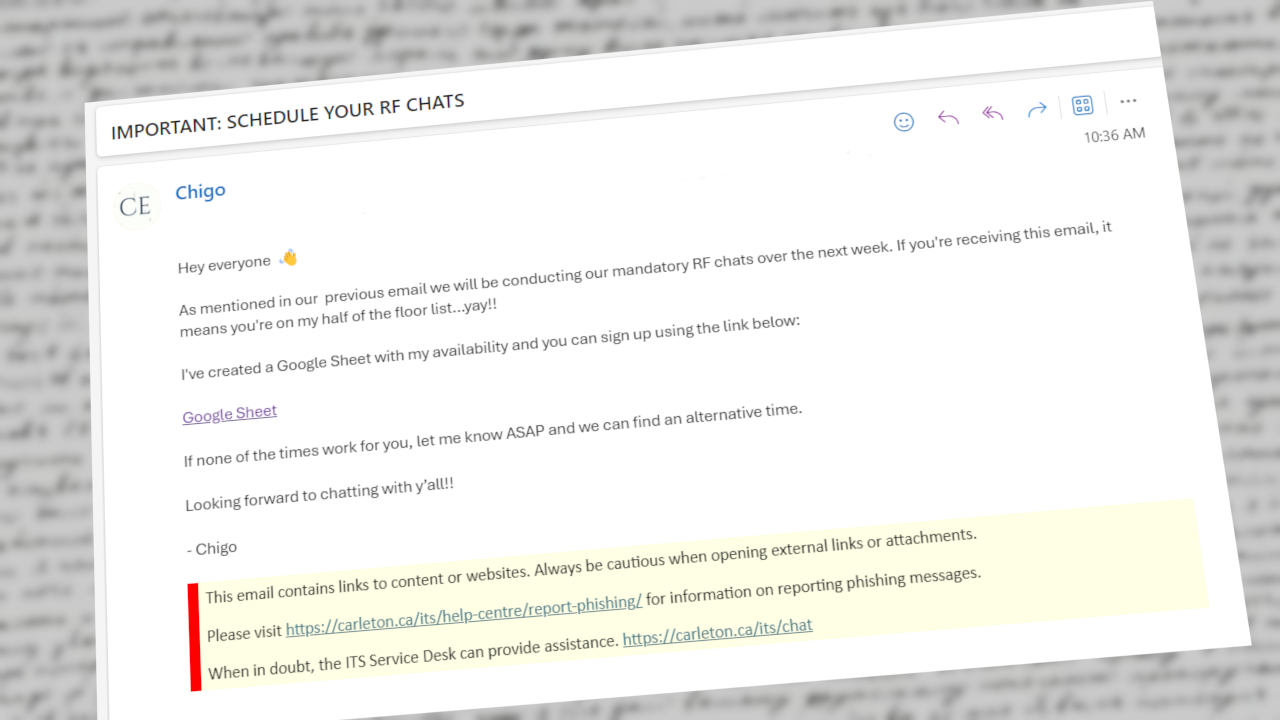 IMPORTANT: SCHEDULE YOUR RF CHATS
10:36 AM
CE
Chigo
Hey everyone 👋
As mentioned in our previous email we will be conducting our mandatory RF chats over the next week. If you're receiving this email, it
means you're on my half of the floor list...yay!!
I've created a Google Sheet with my availability and you can sign up using the link below:
Google Sheet
If none of the times work for you, let me know ASAP and we can find an alternative time.
Looking forward to chatting with y'all!!
- Chigo
This email contains links to content or websites. Always be cautious when opening external links or attachments.
Please visit https://carleton.ca/its/help-centre/report-phishing/ for information on reporting phishing messages.
When in doubt, the ITS Service Desk can provide assistance. https://carleton.ca/its/chat